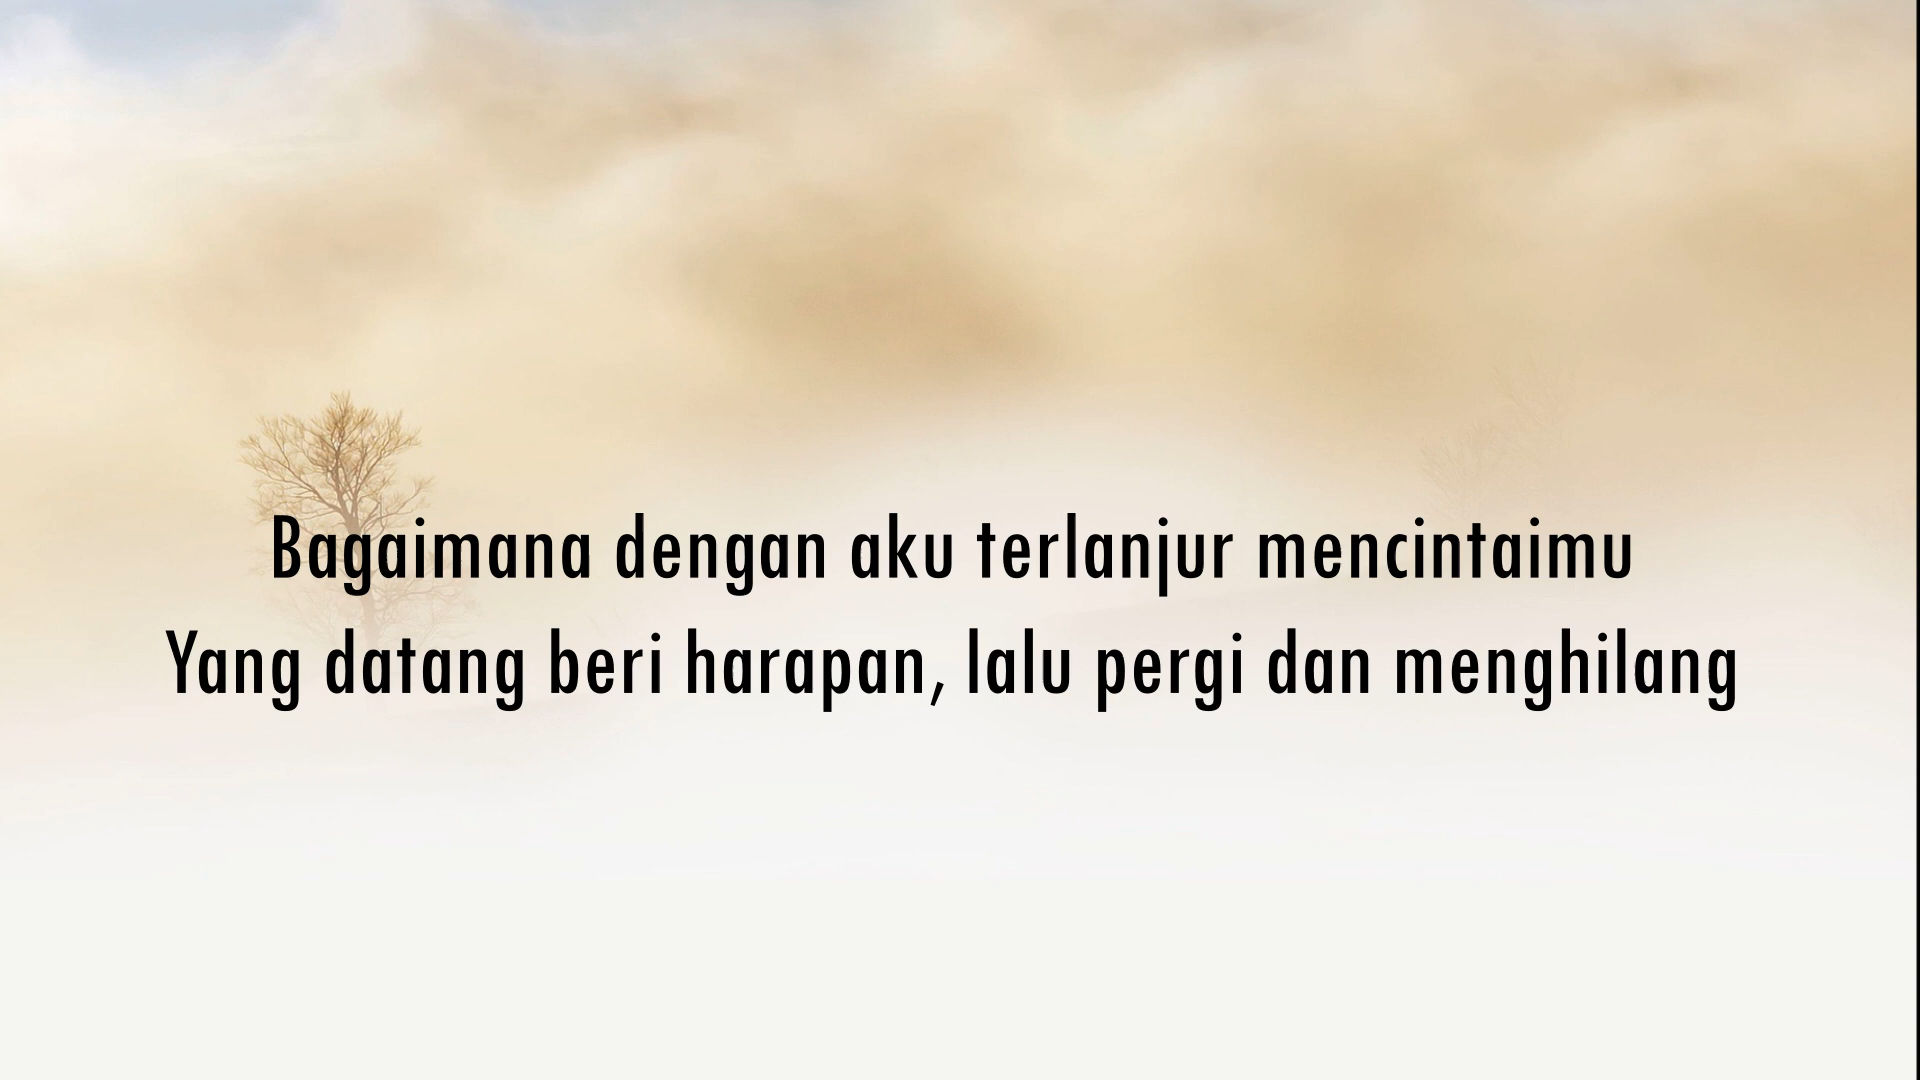 Bagaimana dengan aku terlanjur mencintaimu
Yang datang beri harapan, lalu pergi dan menghilang